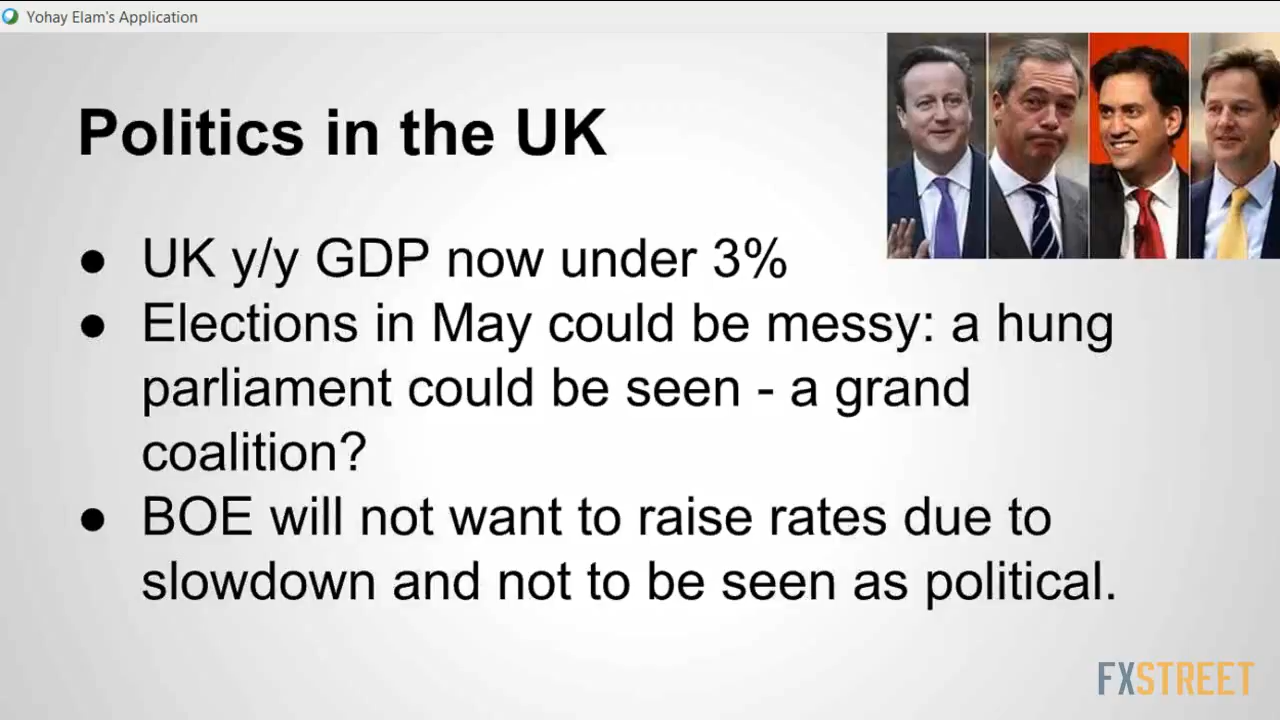 Yohay Elam's Application
Politics in the UK
● UK y/y GDP now under 3%
● Elections in May could be messy: a hung
parliament could be seen - a grand
coalition?
● BOE will not want to raise rates due to
slowdown and not to be seen as political.
FXSTREET